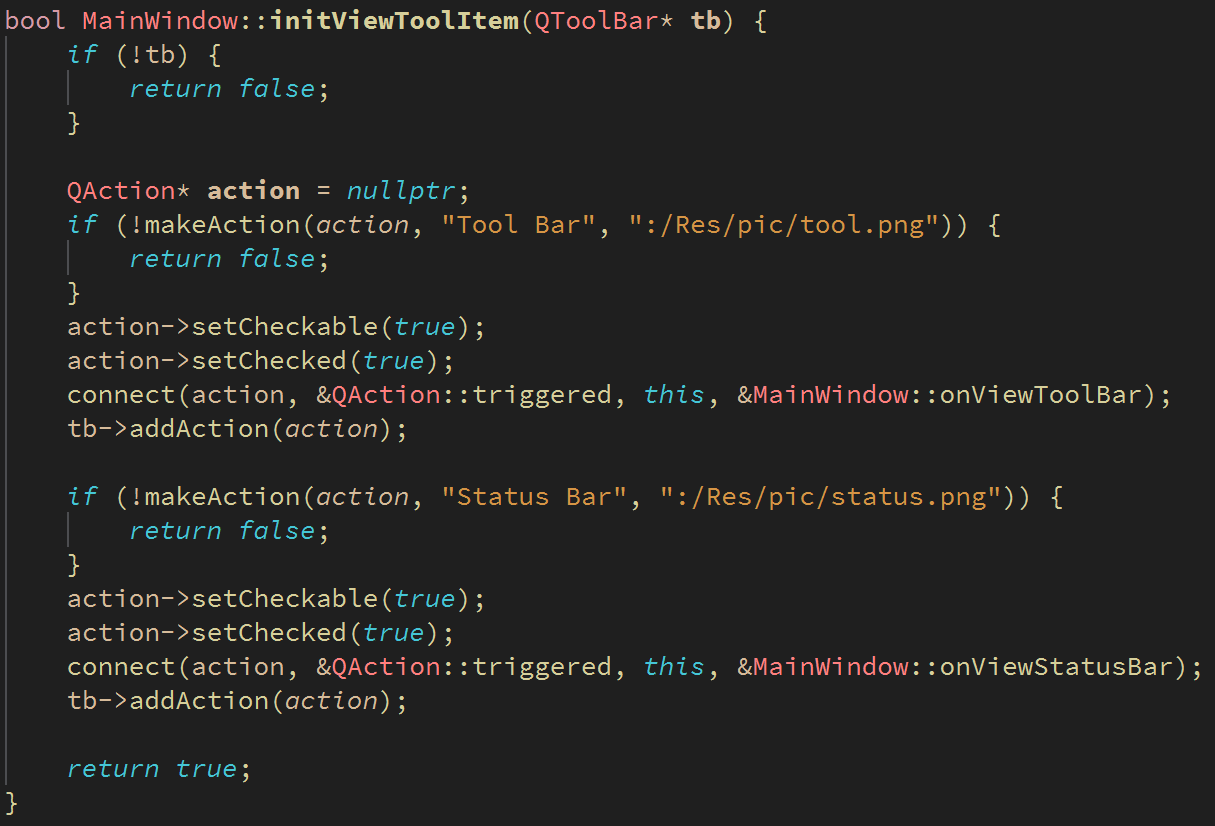 bool MainWindow::initViewToolItem(QToolBar* tb) {
    if (!tb) {
        return false;
    }

    QAction* action = nullptr;
    if (!makeAction(action, "Tool Bar", ":/Res/pic/tool.png")) {
        return false;
    }
    action->setCheckable(true);
    action->setChecked(true);
    connect(action, &QAction::triggered, this, &MainWindow::onViewToolBar);
    tb->addAction(action);

    if (!makeAction(action, "Status Bar", ":/Res/pic/status.png")) {
        return false;
    }
    action->setCheckable(true);
    action->setChecked(true);
    connect(action, &QAction::triggered, this, &MainWindow::onViewStatusBar);
    tb->addAction(action);

    return true;
}